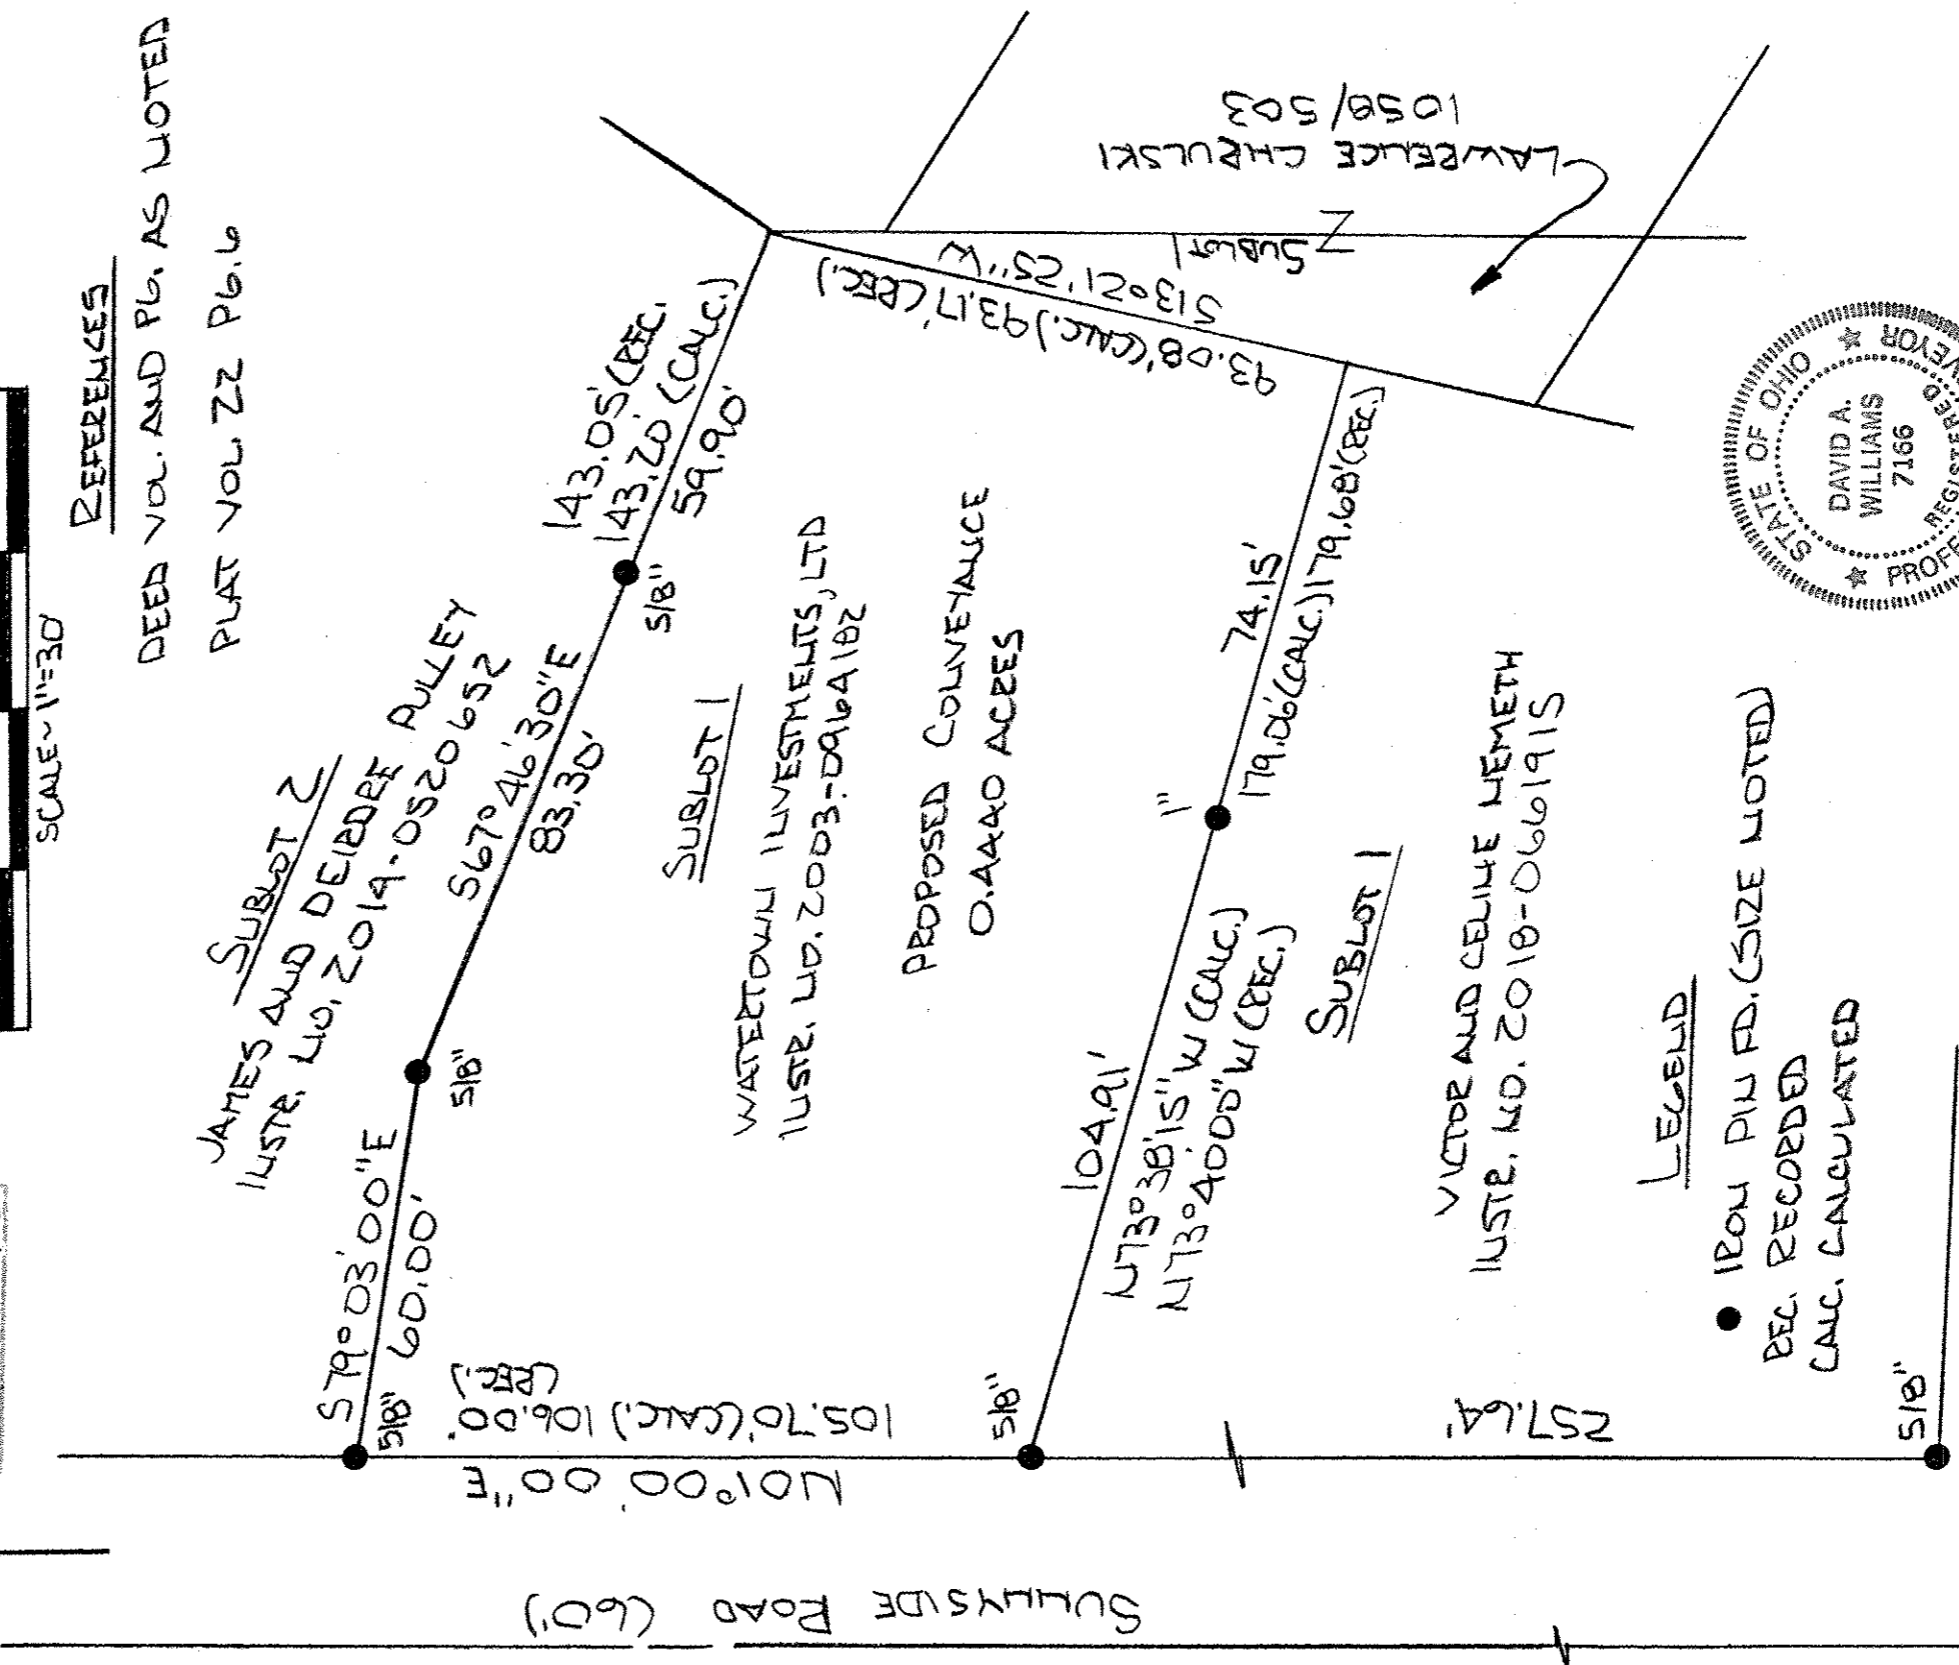 SCALE~1"=30'
REFERENCES
DEED VOL. AND PG. AS NOTED
PLAT VOL. 22 PG. 6
SUBLOT 2
JAMES AND DEIRDRE PULLEY
INSTR. NO. 2019-0520652
S79°03'00"E
60.00'
5/8"
5/8"
S67°46'30"E
83.30'
5/8"
143.05'(REC.
143.20'(CALC.)
59.90'
SUBLOT 1
WATERTOWN INVESTMENTS, LTD
INSTR. NO. 2003-0964182
PROPOSED CONVEYANCE
0.4440 ACRES
93.08'(CALC.) 93.17'(REC.)
S13°21'25"W
SUBLOT 1
2
LAWRENCE CHRULSKI
1058/503
N01°00'00"E
105.70'(CALC.) 106.00'
(REC.)
5/8"
104.91'
1"
74.15'
179.06'(CALC.) 179.68'(REC.)
N73°38'15"W (CALC.)
N73°40'00"W (REC.)
SUBLOT 1
VICTOR AND CELINE NEMETH
INSTR. NO. 2018-0661915
257.64'
5/8"
LEGEND
● IRON PIN FD. (SIZE NOTED)
REC. RECORDED
CALC. CALCULATED
SUNNYSIDE ROAD (60')
STATE OF OHIO
DAVID A.
WILLIAMS
7166